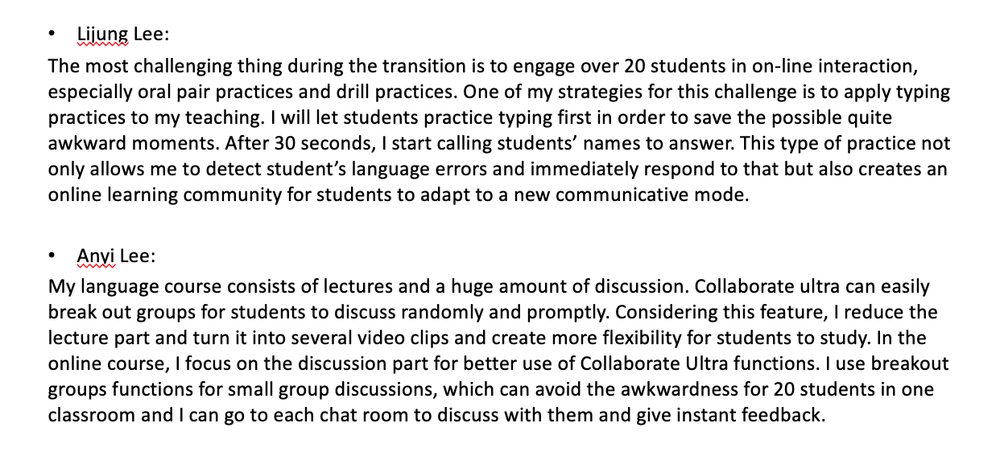 • Lijung Lee:
The most challenging thing during the transition is to engage over 20 students in on-line interaction,
especially oral pair practices and drill practices. One of my strategies for this challenge is to apply typing
practices to my teaching. I will let students practice typing first in order to save the possible quite
awkward moments. After 30 seconds, I start calling students’ names to answer. This type of practice not
only allows me to detect student’s language errors and immediately respond to that but also creates an
online learning community for students to adapt to a new communicative mode.
• Anyi Lee:
My language course consists of lectures and a huge amount of discussion. Collaborate ultra can easily
break out groups for students to discuss randomly and promptly. Considering this feature, I reduce the
lecture part and turn it into several video clips and create more flexibility for students to study. In the
online course, I focus on the discussion part for better use of Collaborate Ultra functions. I use breakout
groups functions for small group discussions, which can avoid the awkwardness for 20 students in one
classroom and I can go to each chat room to discuss with them and give instant feedback.